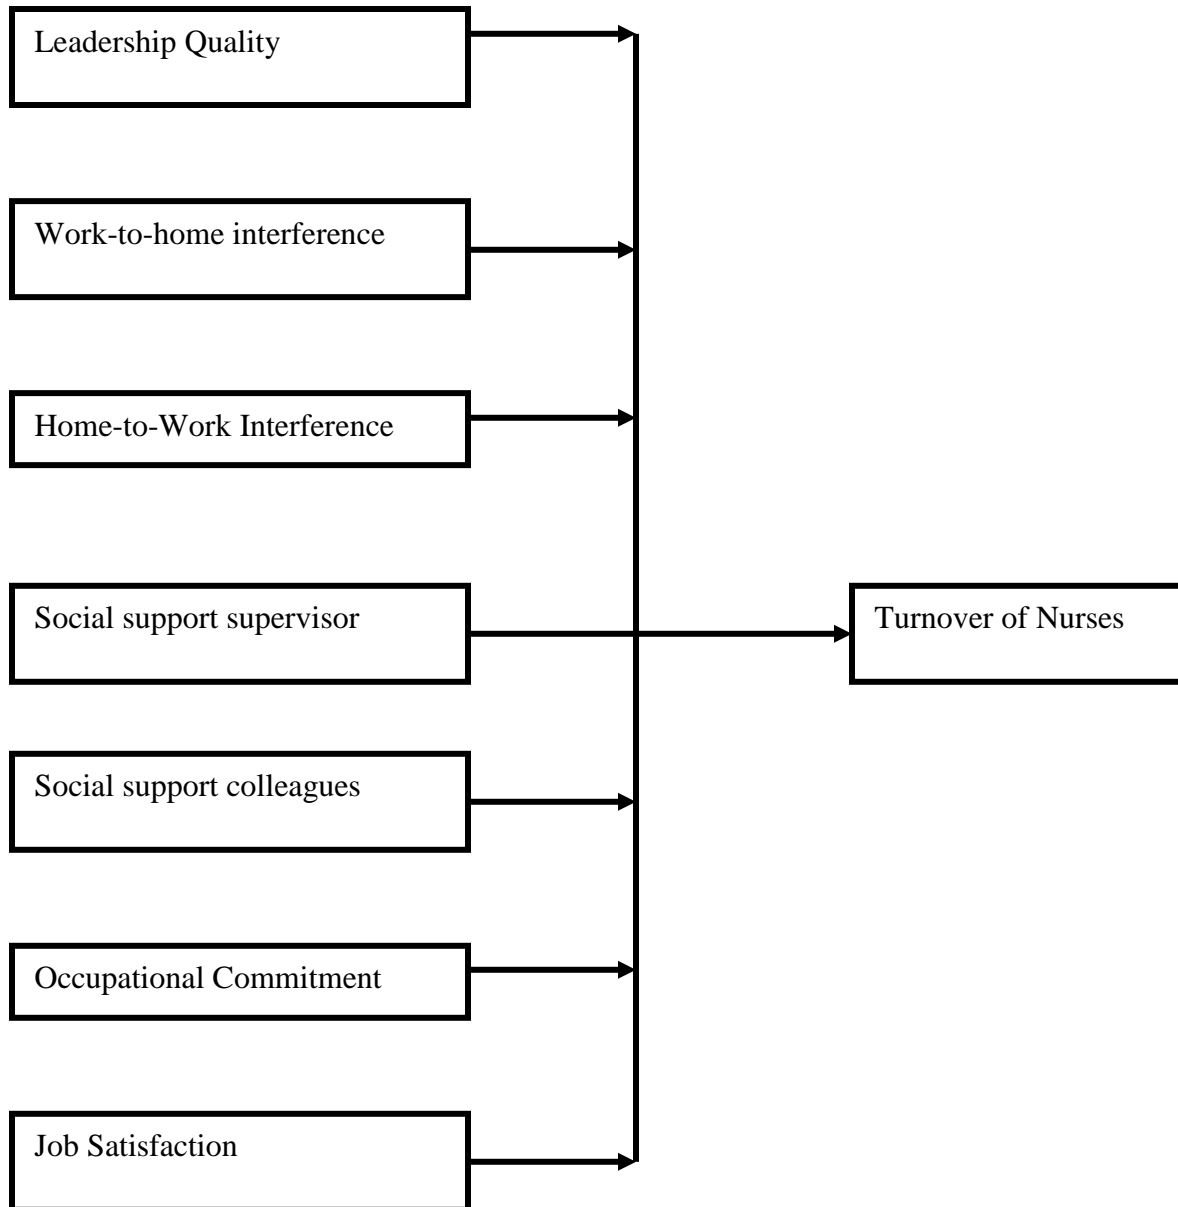 Leadership Quality
Work-to-home interference
Home-to-Work Interference
Social support supervisor
Turnover of Nurses
Social support colleagues
Occupational Commitment
Job Satisfaction